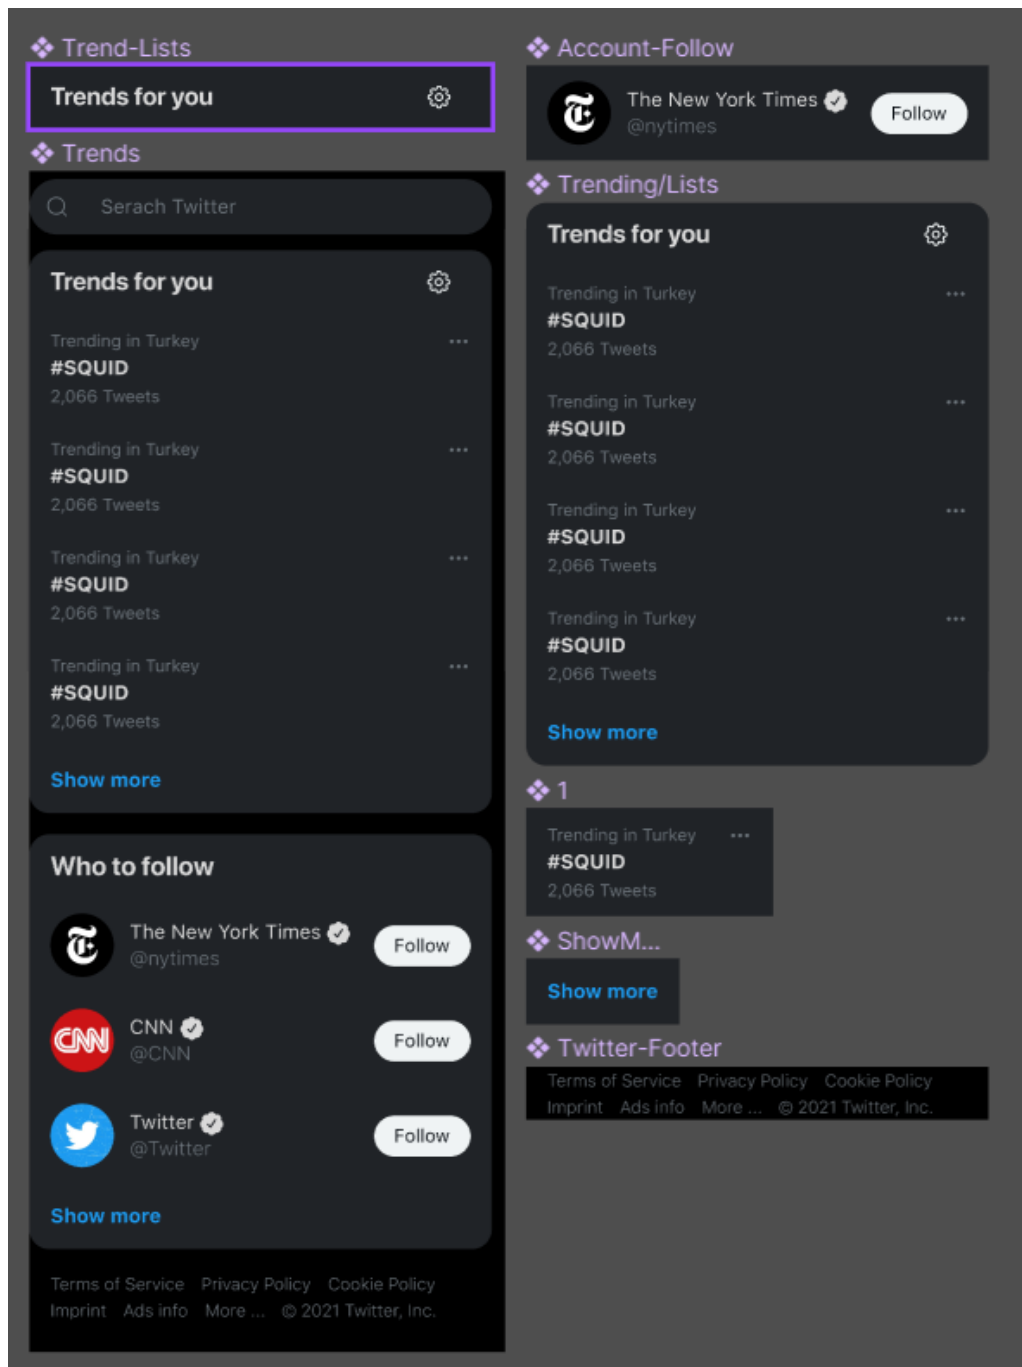 Trend-Lists
Trends for you
Trends
Serach Twitter
Trends for you
Trending in Turkey
#SQUID
2,066 Tweets
Trending in Turkey
#SQUID
2,066 Tweets
Trending in Turkey
#SQUID
2,066 Tweets
Trending in Turkey
#SQUID
2,066 Tweets
Show more
Who to follow
The New York Times
@nytimes
Follow
CNN
CNN
@CNN
Follow
Twitter
@Twitter
Follow
Show more
Terms of Service Privacy Policy Cookie Policy
Imprint Ads info More ... © 2021 Twitter, Inc.
Account-Follow
The New York Times
@nytimes
Follow
Trending/Lists
Trends for you
Trending in Turkey
#SQUID
2,066 Tweets
Trending in Turkey
#SQUID
2,066 Tweets
Trending in Turkey
#SQUID
2,066 Tweets
Trending in Turkey
#SQUID
2,066 Tweets
Show more
1
Trending in Turkey
#SQUID
2,066 Tweets
ShowM...
Show more
Twitter-Footer
Terms of Service Privacy Policy Cookie Policy
Imprint Ads info More ... © 2021 Twitter, Inc.